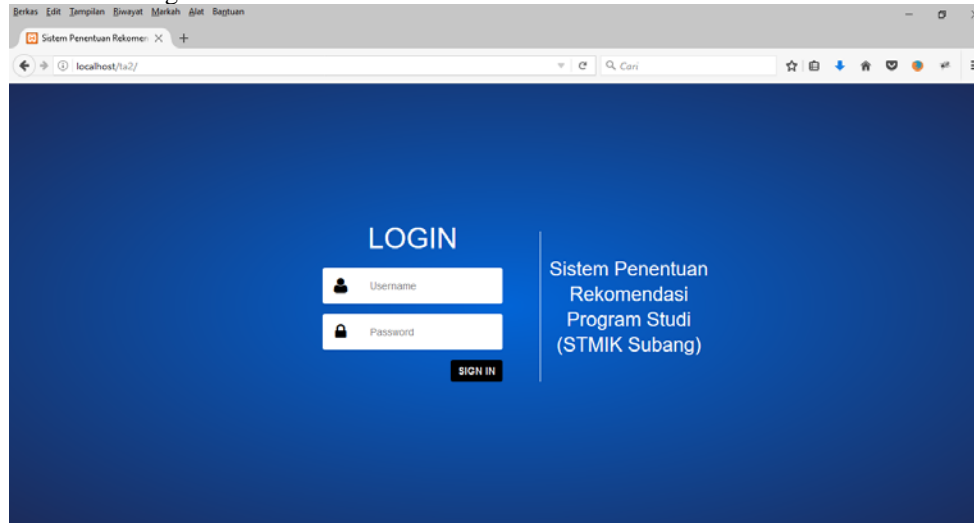 Berkas Edit Tampilan Riwayat Markah Alat Bantuan
Sistem Penentuan Rekomen
localhost/ta2/
Cari
LOGIN
Username
Password
SIGN IN
Sistem Penentuan
Rekomendasi
Program Studi
(STMIK Subang)